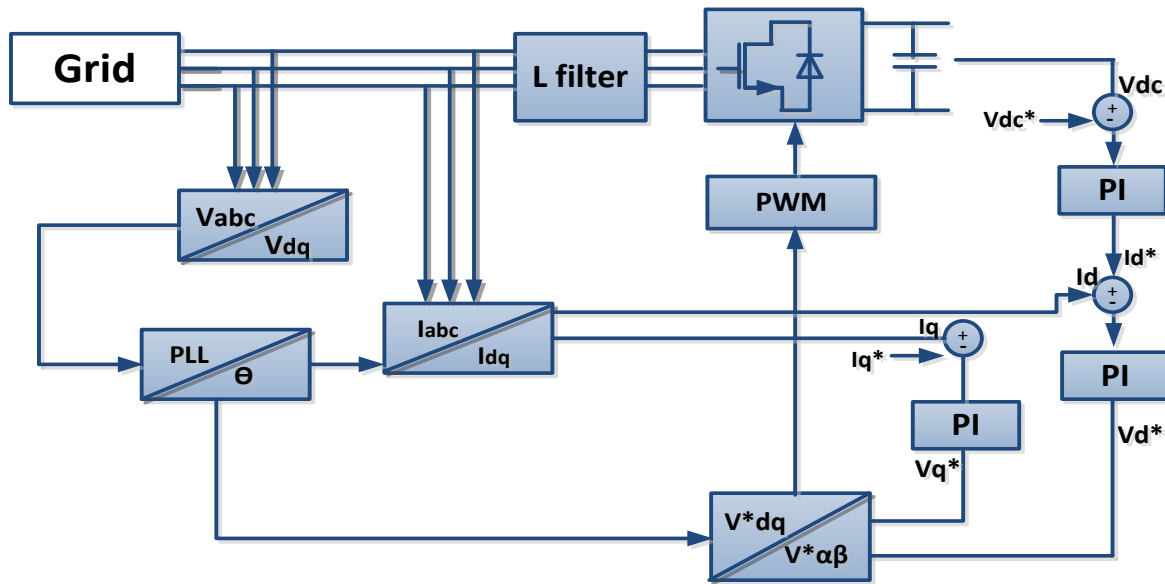 Grid
L filter
Vdc
+
-
Vdc*
PI
PWM
Vabc
Vdq
Id*
Id
+
-
Iabc
Idq
PLL
Θ
Iq
+
-
Iq*
PI
PI
Vd*
Vq*
V*dq
V*αβ